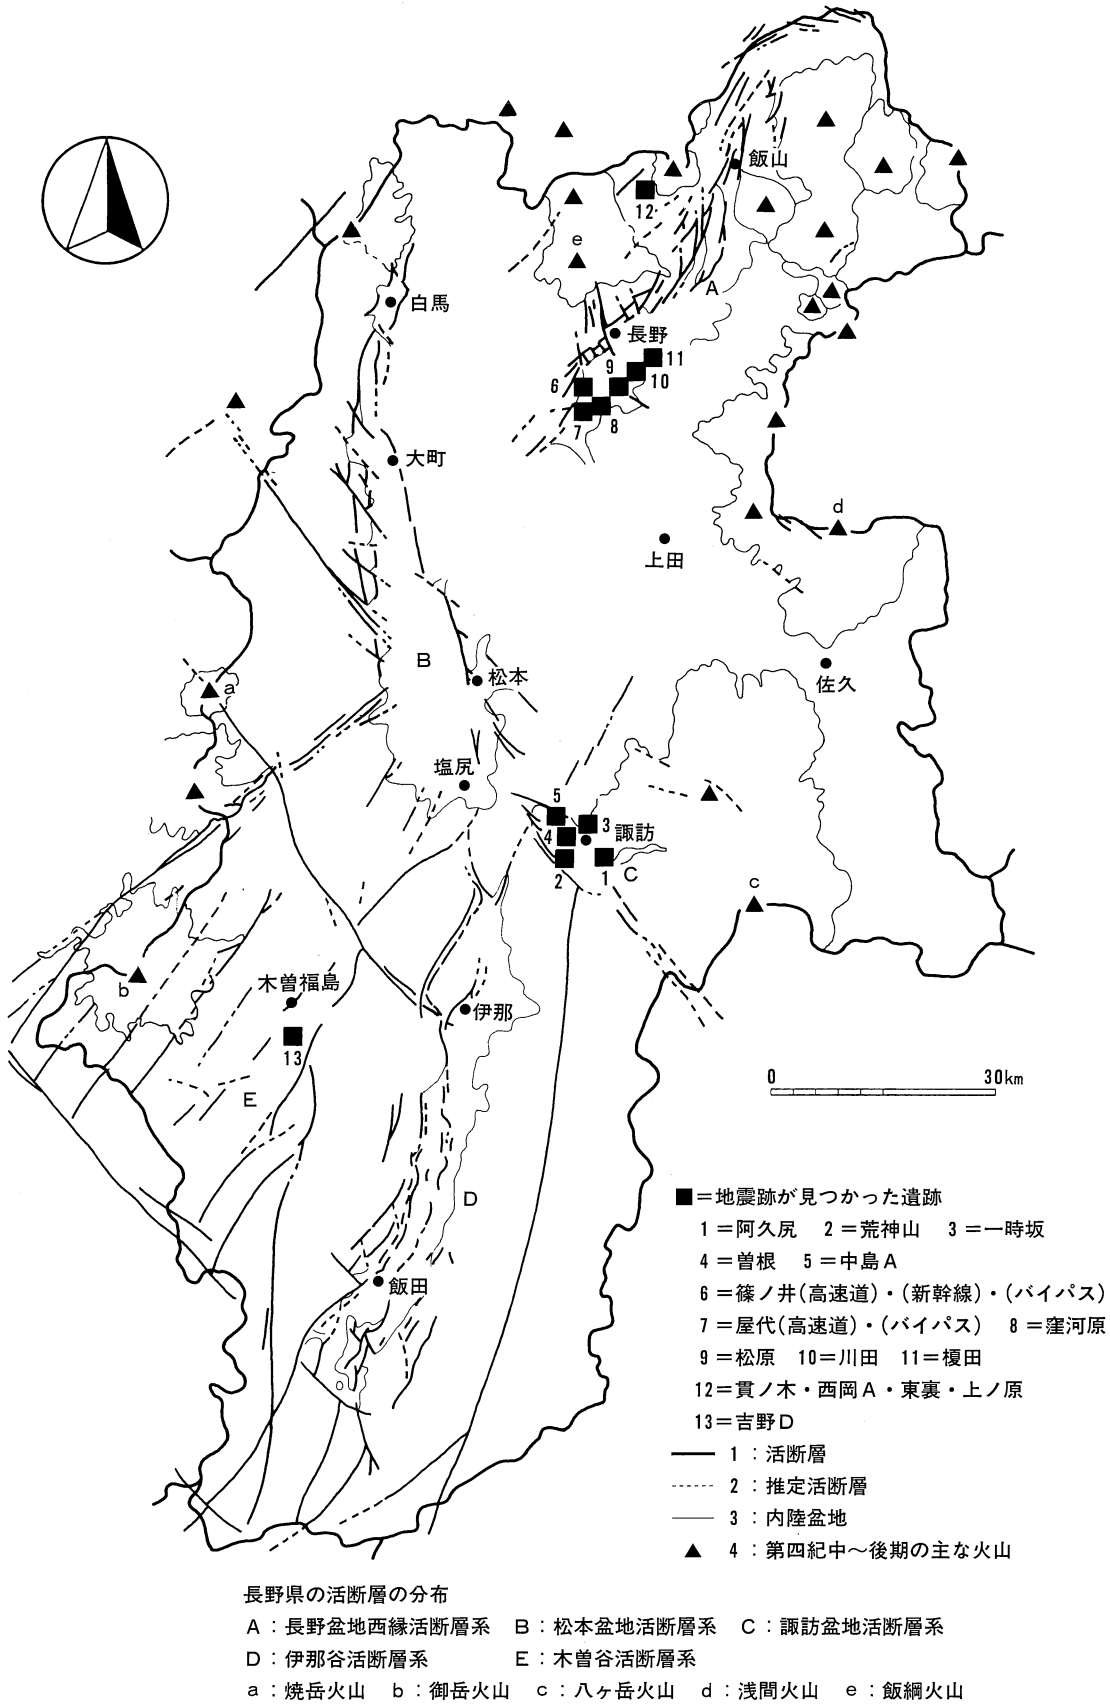 飯山
12
e
A
白馬
長野
11
9
10
6
7
8
大町
d
上田
B
松本
佐久
a
塩尻
5
3
諏訪
4
C
2
1
c
木曽福島
b
伊那
13
0 30km
E
D
飯田
■＝地震跡が見つかった遺跡
1＝阿久尻 2＝荒神山 3＝一時坂
4＝曽根 5＝中島A
6＝篠ノ井(高速道)・(新幹線)・(バイパス)
7＝屋代(高速道)・(バイパス) 8＝窪河原
9＝松原 10＝川田 11＝榎田
12＝貫ノ木・西岡A・東裏・上ノ原
13＝吉野D
1：活断層
2：推定活断層
3：内陸盆地
▲ 4：第四紀中～後期の主な火山
長野県の活断層の分布
A：長野盆地西縁活断層系 B：松本盆地活断層系 C：諏訪盆地活断層系
D：伊那谷活断層系 E：木曽谷活断層系
a：焼岳火山 b：御岳火山 c：八ヶ岳火山 d：浅間火山 e：飯綱火山